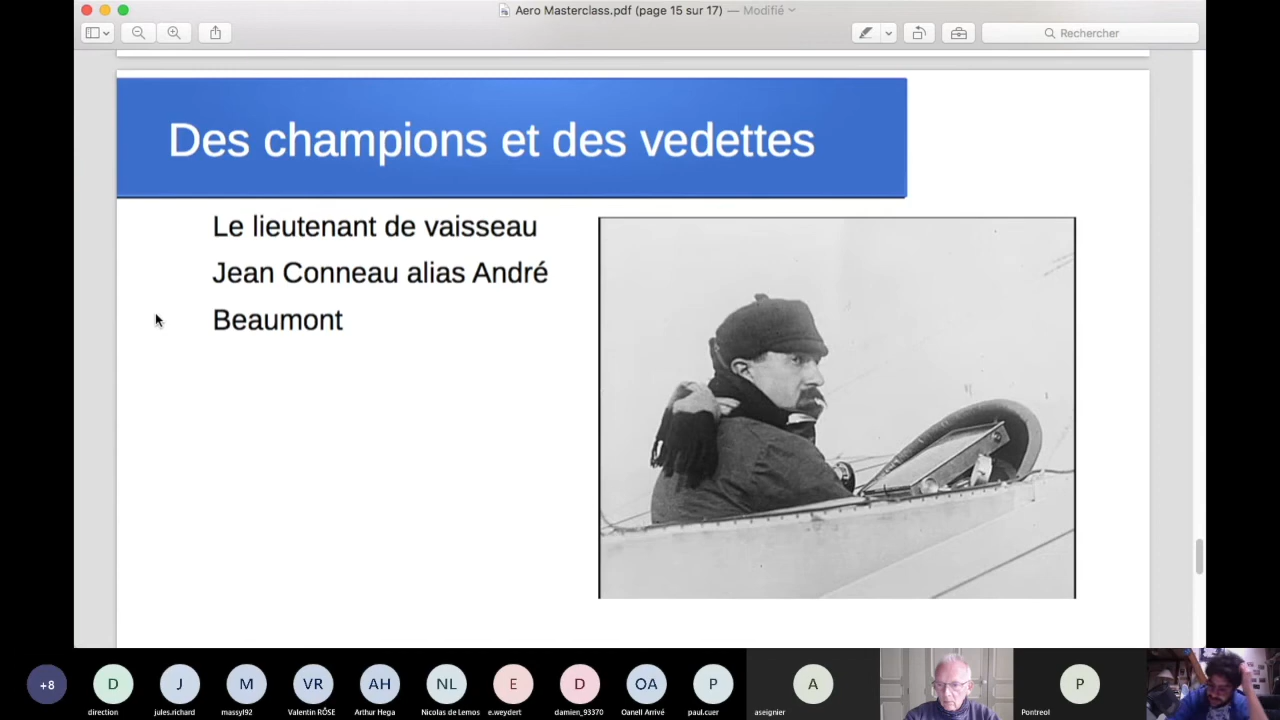 Aero Masterclass.pdf (page 15 sur 17) — Modifié
Rechercher
Des champions et des vedettes
Le lieutenant de vaisseau
Jean Conneau alias André
Beaumont
+8
D
J
M
VR
AH
NL
E
D
OA
P
A
P
direction
jules.richard
massyl92
Valentin RÖSE
Arthur Hega
Nicolas de Lemos
e.weydert
damien_93370
Oanell Arrivé
paul.cuer
aseignier
Pontreol